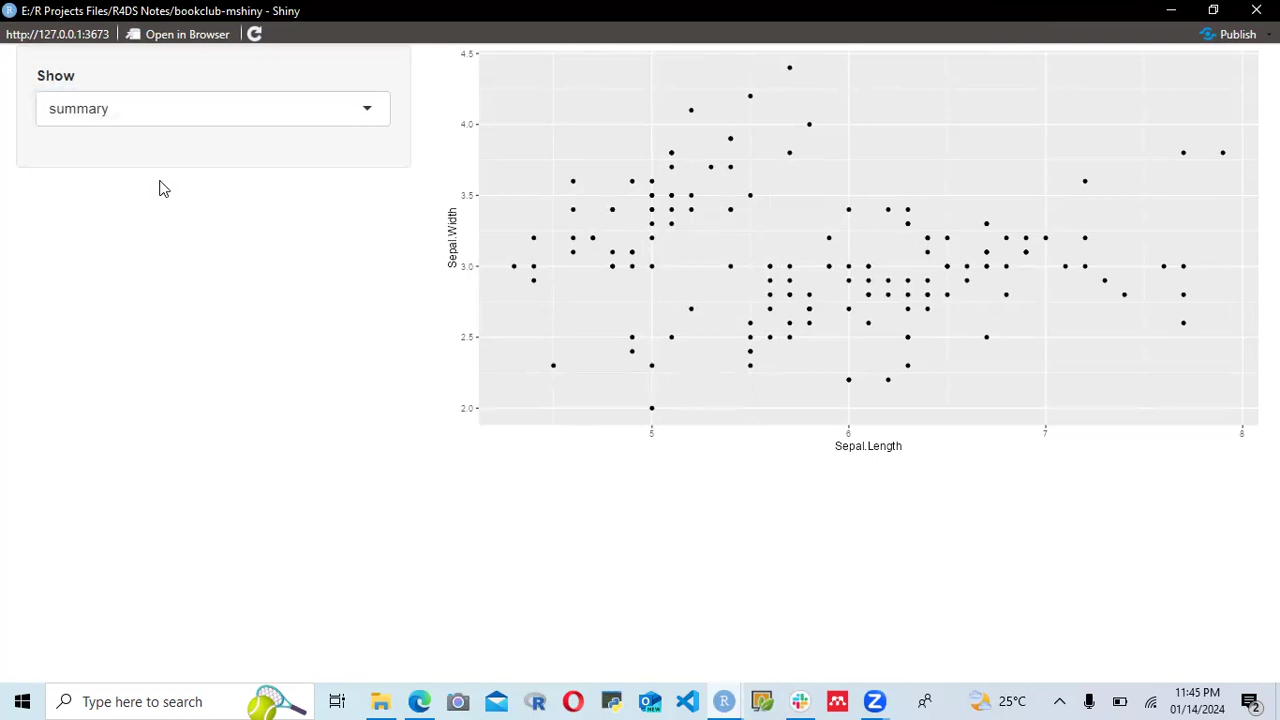 E:/R Projects Files/R4DS Notes/bookclub-mshiny - Shiny
http://127.0.0.1:3673 Open in Browser Publish
Show
summary
4.5
4.0
3.5
3.0
2.5
2.0
Sepal.Width
5 6 7 8
Sepal.Length
Type here to search
25°C
11:45 PM
01/14/2024
2